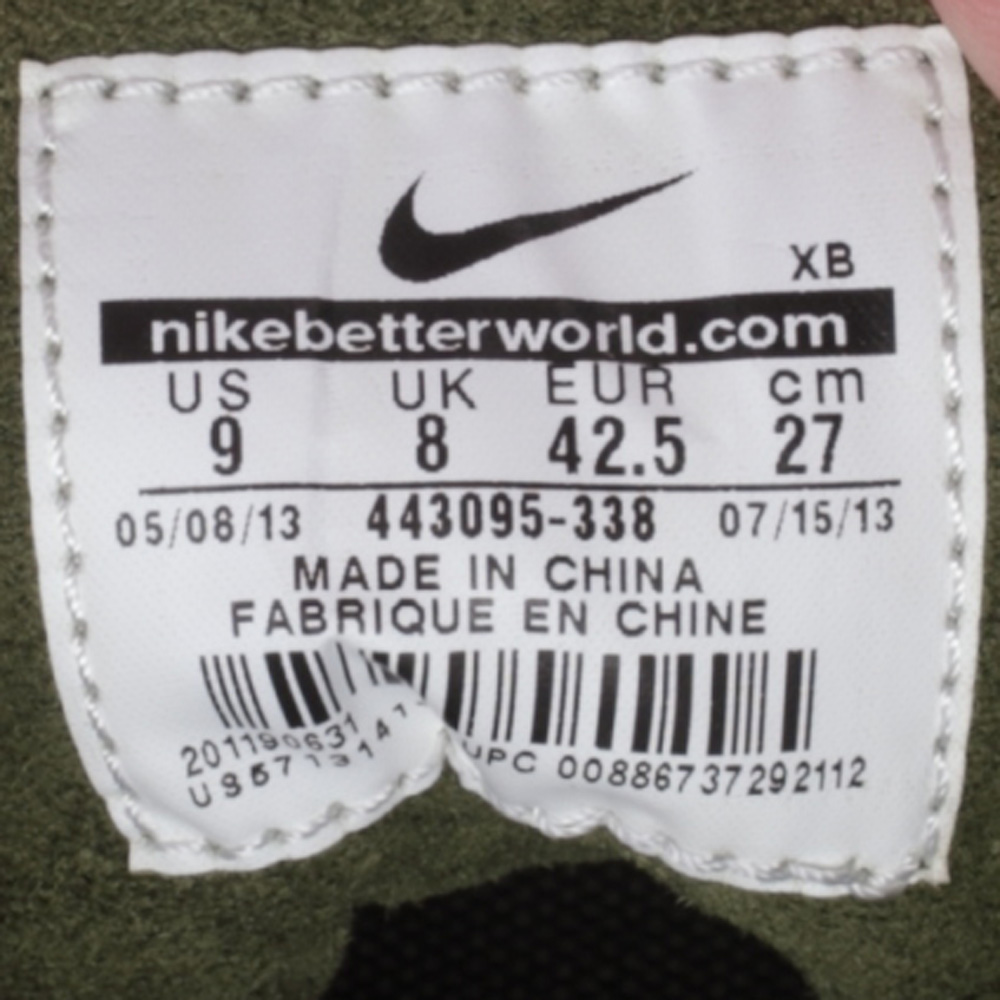 XB
nikebetterworld.com
US UK EUR cm
9 8 42.5 27
05/08/13 443095-338 07/15/13
MADE IN CHINA
FABRIQUE EN CHINE
UPC 00886737292112